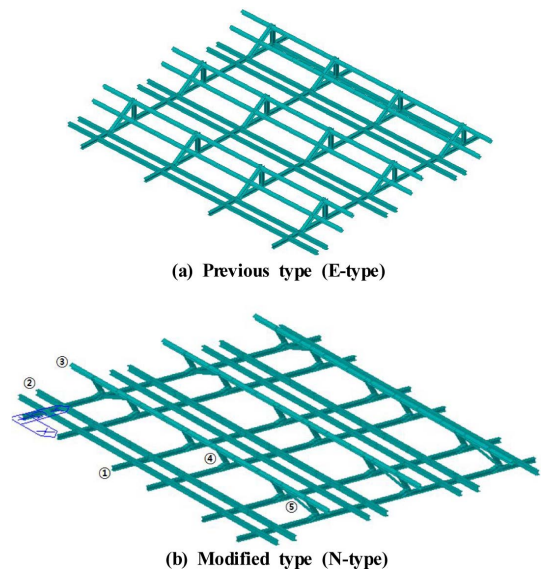 (a) Previous type (E-type)
③
②
④
①
⑤
(b) Modified type (N-type)